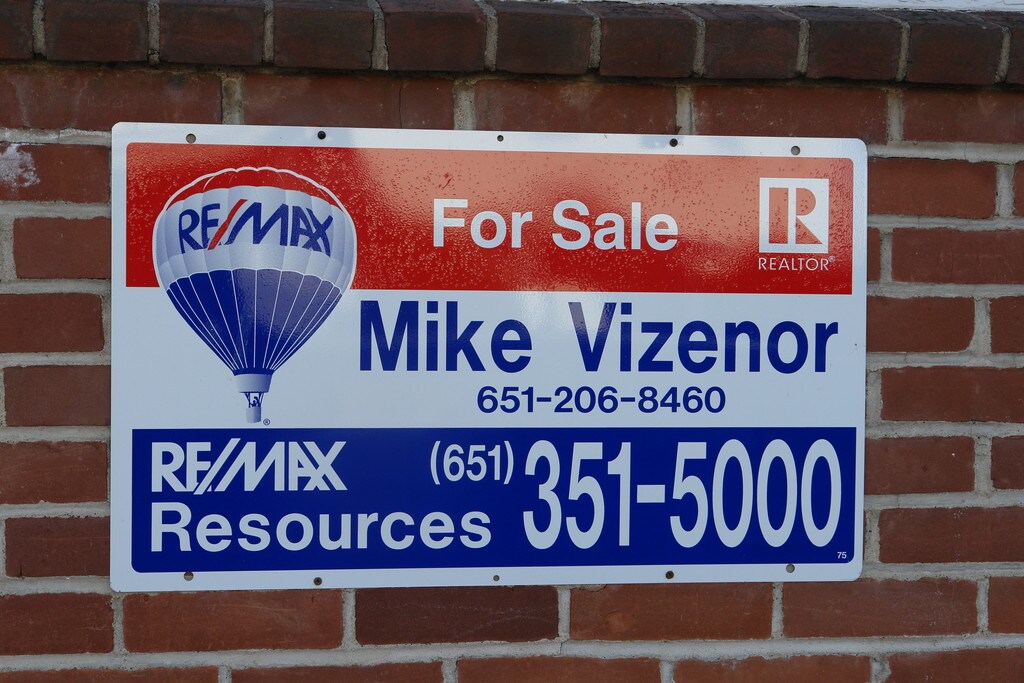 For Sale
RE/MAX
R
REALTOR®
Mike Vizenor
651-206-8460
®
RE/MAX
Resources
(651) 351-5000
75